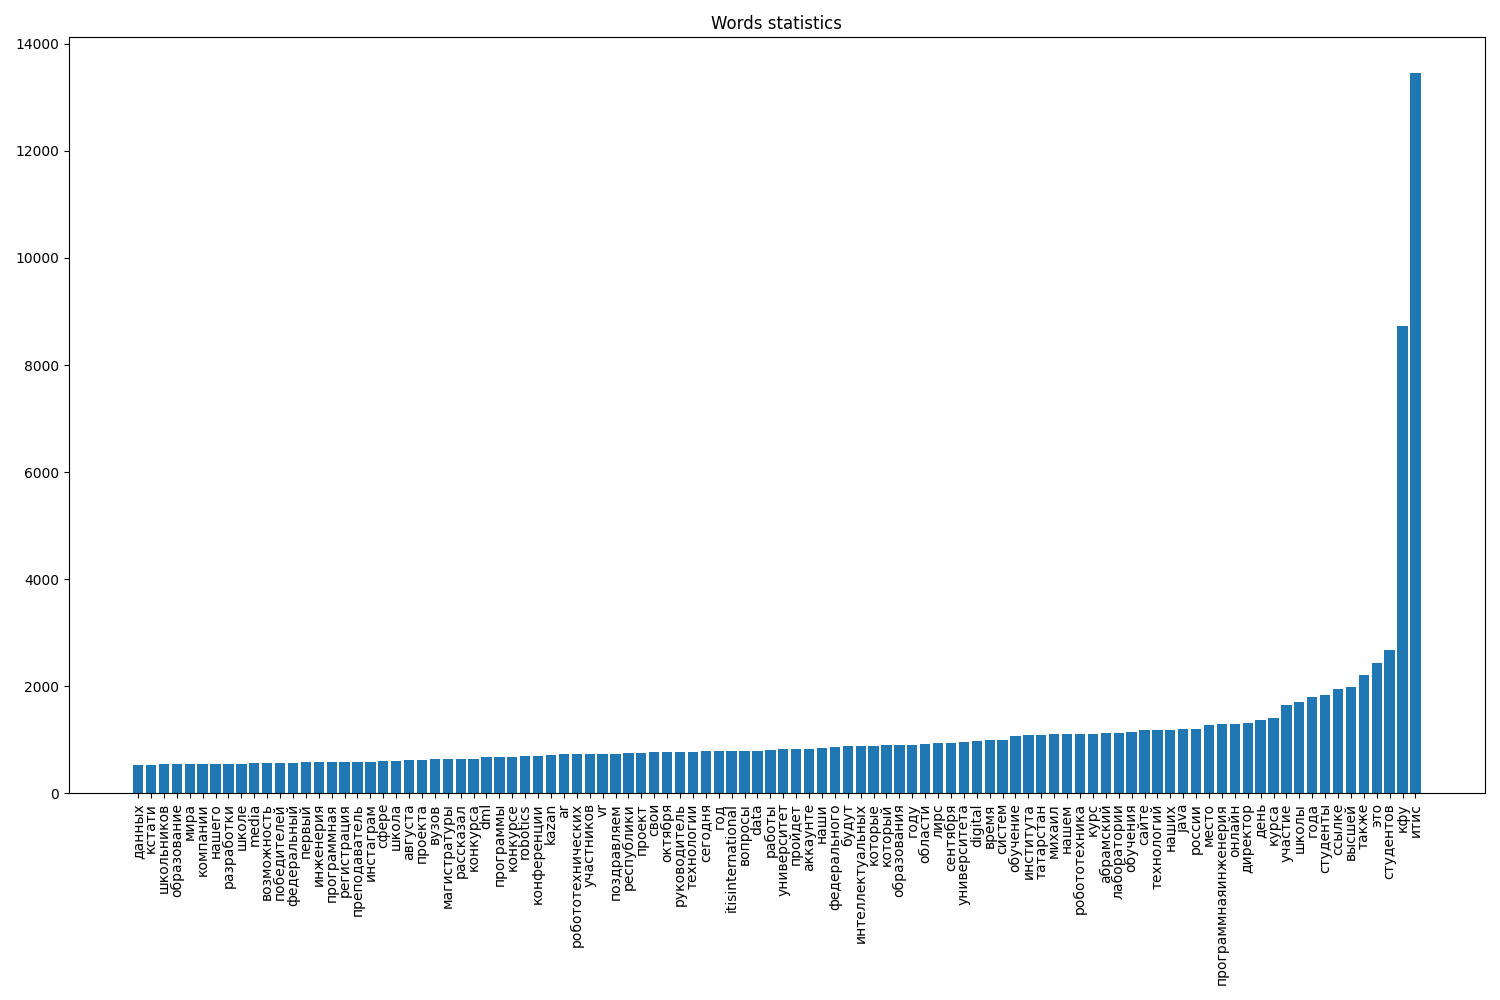 Words statistics
14000
12000
10000
8000
6000
4000
2000
0
данных
кстати
школьников
образование
мира
компании
нашего
разработки
школе
media
возможность
победителей
федеральный
первый
инженерия
программная
регистрация
преподаватель
инстаграм
сфере
школа
августа
проекта
вузов
магистратуры
рассказал
конкурса
dml
программы
конкурсе
robotics
конференции
kazan
ar
робототехнических
участников
vr
поздравляем
республики
проект
свои
октября
руководитель
технологии
сегодня
год
itisinternational
вопросы
data
работы
университет
пройдет
аккаунте
наши
федерального
будут
интеллектуальных
которые
который
образования
году
области
лирс
сентября
университета
digital
время
систем
обучение
института
татарстан
михаил
нашем
робототехника
курс
абрамский
лаборатории
обучения
сайте
технологий
наших
java
россии
место
программнаяинженерия
онлайн
директор
день
курса
участие
школы
года
студенты
ссылке
высшей
также
это
студентов
кфу
итис